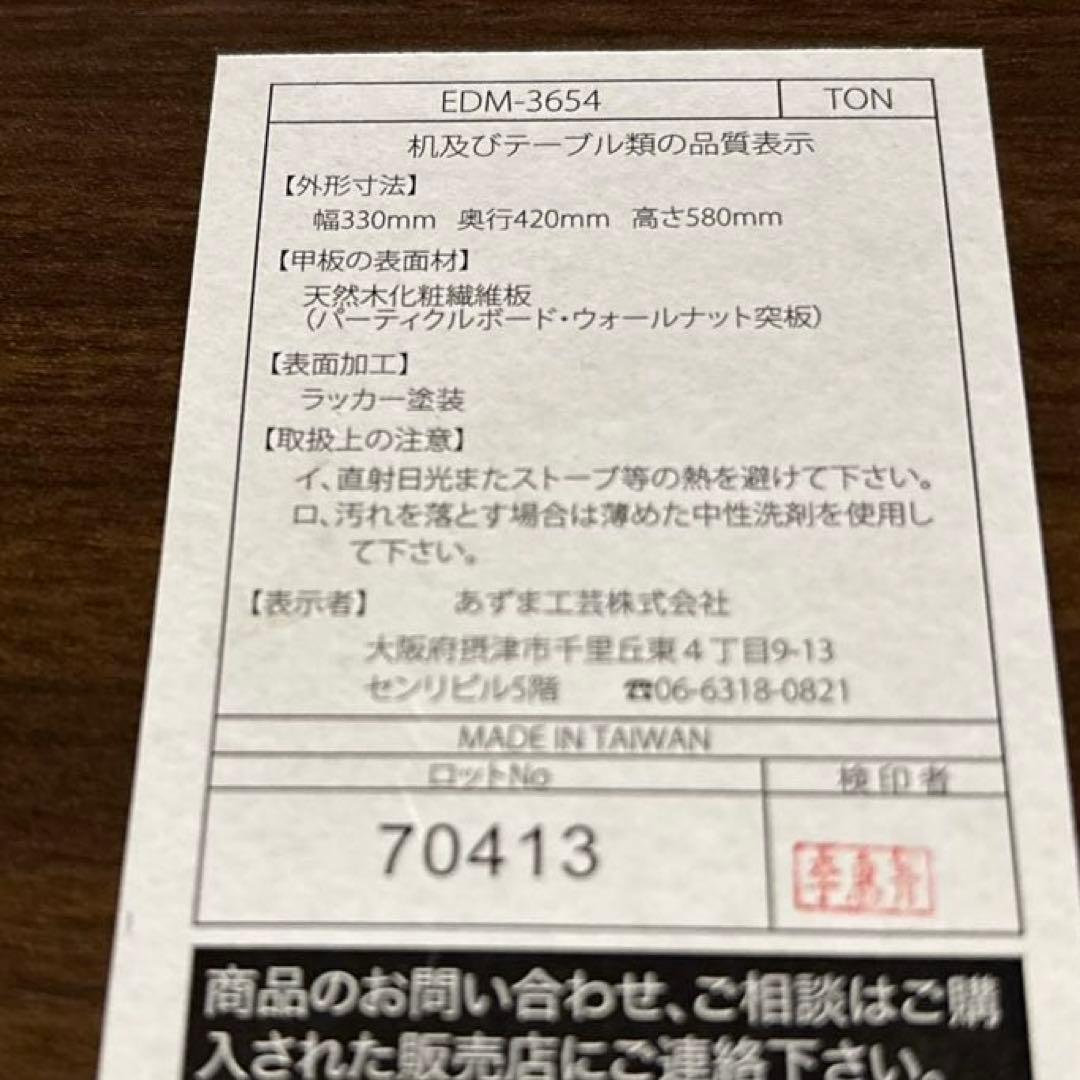 EDM-3654 TON
机及びテーブル類の品質表示
【外形寸法】
幅330mm 奥行420mm 高さ580mm
【甲板の表面材】
天然木化粧繊維板
(パーティクルボード・ウォールナット突板)
【表面加工】
ラッカー塗装
【取扱上の注意】
イ、直射日光またストーブ等の熱を避けて下さい。
ロ、汚れを落とす場合は薄めた中性洗剤を使用し
て下さい。
【表示者】 あずま工芸株式会社
大阪府摂津市千里丘東4丁目9-13
センリビル5階 ☎06-6318-0821
MADE IN TAIWAN
ロットNo 検印者
70413
商品のお問い合わせ、ご相談はご購
入された販売店にご連絡下さい。